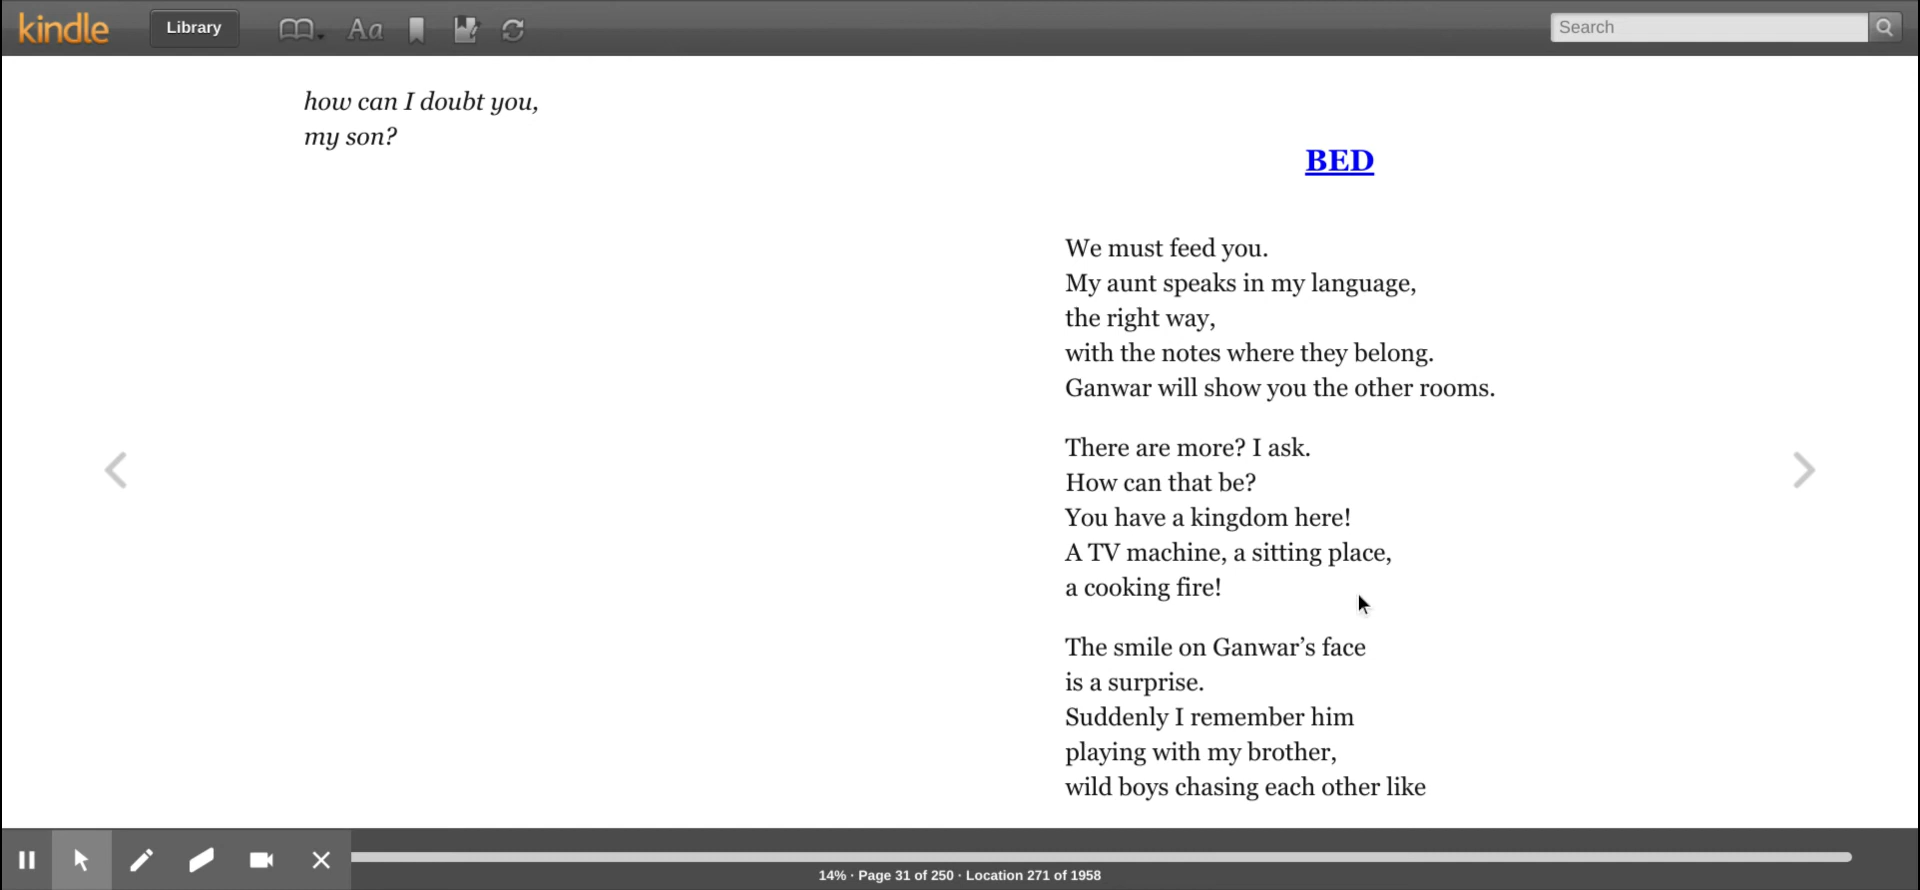 kindle
Library
Aa
Search
how can I doubt you,
my son?
BED
We must feed you.
My aunt speaks in my language,
the right way,
with the notes where they belong.
Ganwar will show you the other rooms.
There are more? I ask.
How can that be?
You have a kingdom here!
A TV machine, a sitting place,
a cooking fire!
The smile on Ganwar’s face
is a surprise.
Suddenly I remember him
playing with my brother,
wild boys chasing each other like
14% · Page 31 of 250 · Location 271 of 1958